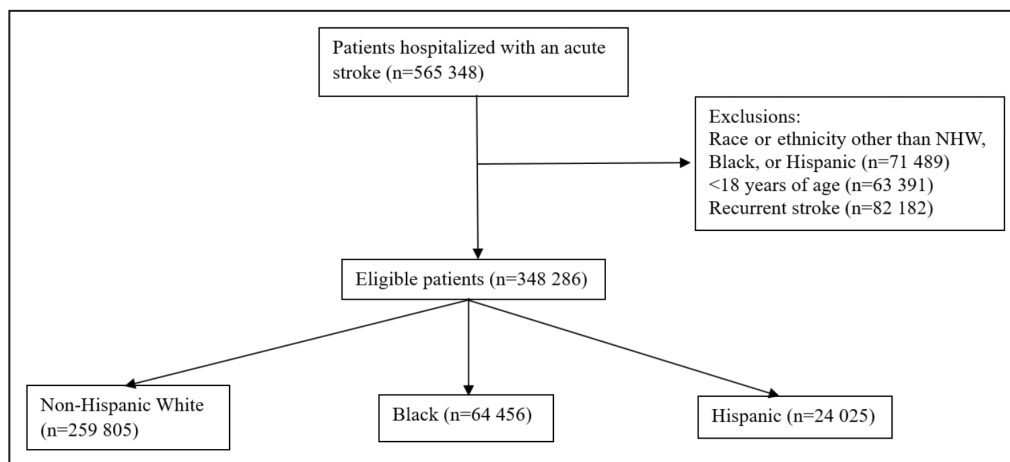 Patients hospitalized with an acute
stroke (n=565 348)
Exclusions:
Race or ethnicity other than NHW,
Black, or Hispanic (n=71 489)
<18 years of age (n=63 391)
Recurrent stroke (n=82 182)
Eligible patients (n=348 286)
Non-Hispanic White
(n=259 805)
Black (n=64 456)
Hispanic (n=24 025)